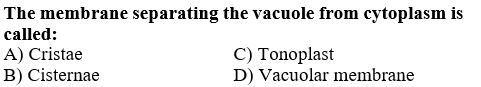 The membrane separating the vacuole from cytoplasm is
called:
A) Cristae C) Tonoplast
B) Cisternae D) Vacuolar membrane